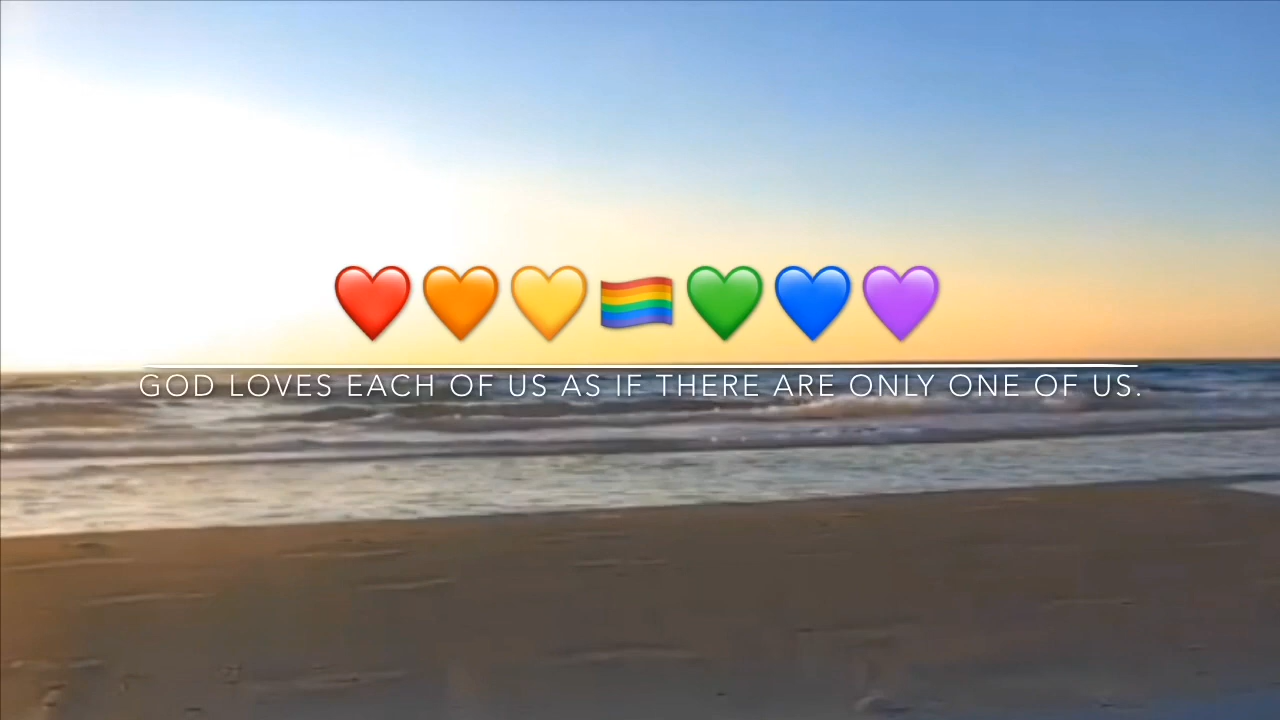 ❤️🧡💛🏳️‍🌈💚💙💜
GOD LOVES EACH OF US AS IF THERE ARE ONLY ONE OF US.